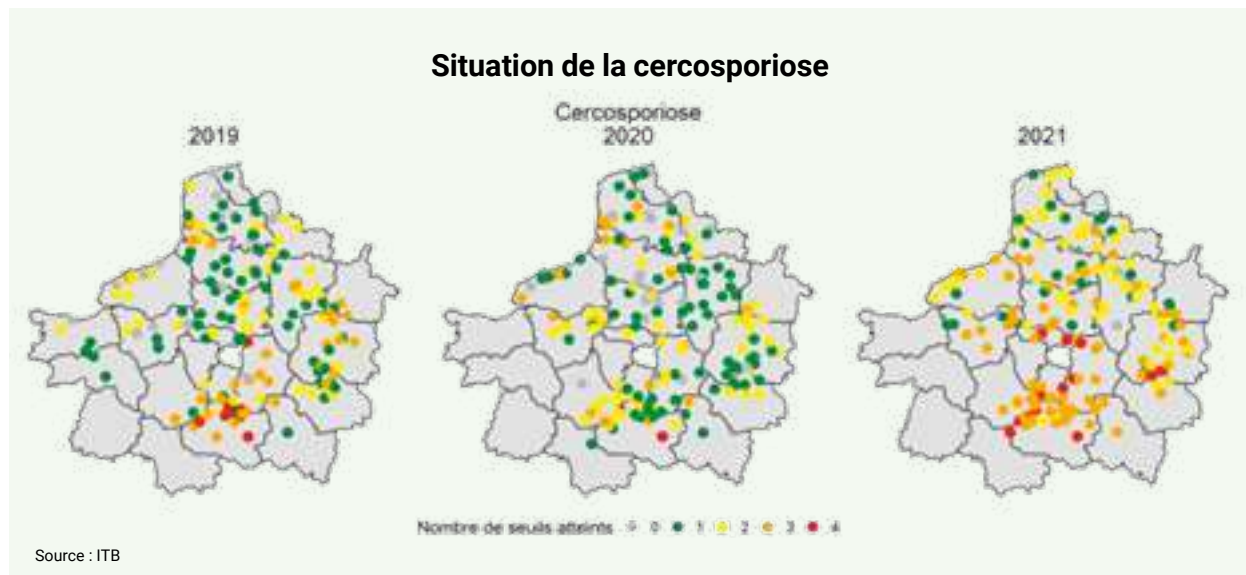 Situation de la cercosporiose
Cercosporiose
2019
2020
2021
Nombre de seuils atteints 0 1 2 3 4
Source : ITB